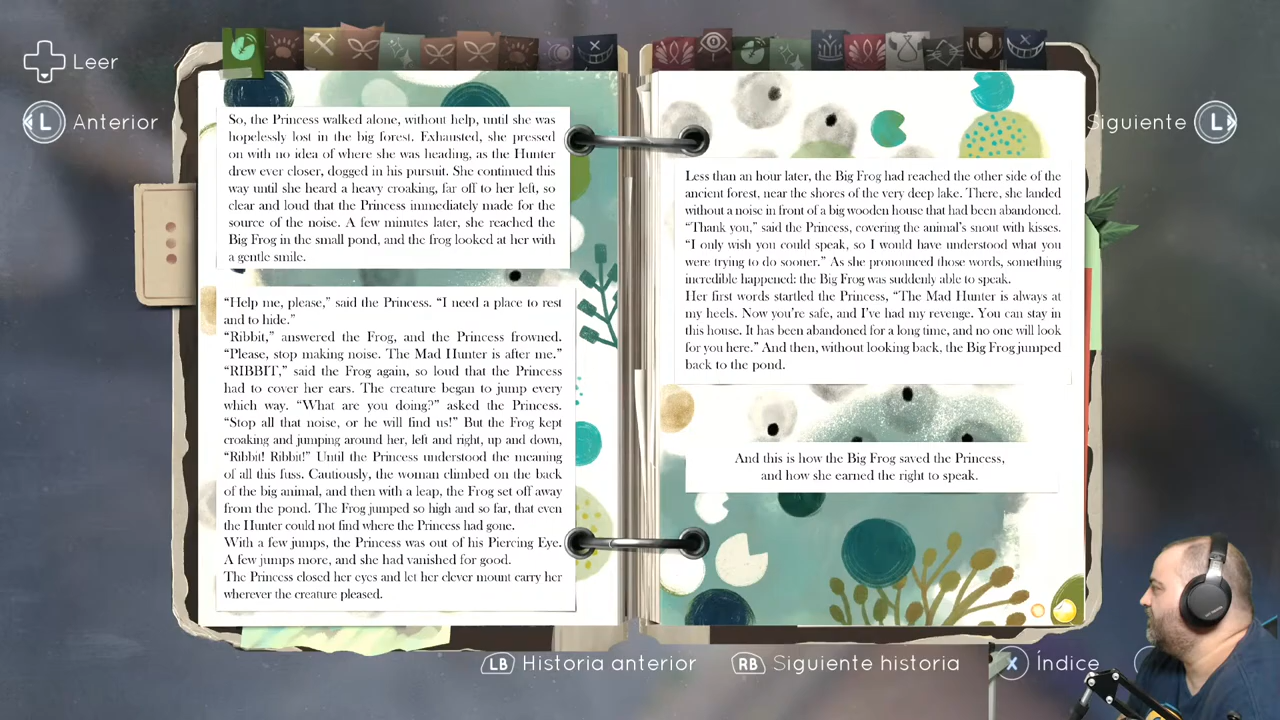 Leer
L Anterior
Siguiente L
So, the Princess walked alone, without help, until she was
hopelessly lost in the big forest. Exhausted, she pressed
on with no idea of where she was heading, as the Hunter
drew ever closer, dogged in his pursuit. She continued this
way until she heard a heavy croaking, far off to her left, so
clear and loud that the Princess immediately made for the
source of the noise. A few minutes later, she reached the
Big Frog in the small pond, and the frog looked at her with
a gentle smile.
“Help me, please,” said the Princess. “I need a place to rest
and to hide.”
“Ribbit,” answered the Frog, and the Princess frowned.
“Please, stop making noise. The Mad Hunter is after me.”
“RIBBIT,” said the Frog again, so loud that the Princess
had to cover her ears. The creature began to jump every
which way. “What are you doing?” asked the Princess.
“Stop all that noise, or he will find us!” But the Frog kept
croaking and jumping around her, left and right, up and down,
“Ribbit! Ribbit!” Until the Princess understood the meaning
of all this fuss. Cautiously, the woman climbed on the back
of the big animal, and then with a leap, the Frog set off away
from the pond. The Frog jumped so high and so far, that even
the Hunter could not find where the Princess had gone.
With a few jumps, the Princess was out of his Piercing Eye.
A few jumps more, and she had vanished for good.
The Princess closed her eyes and let her clever mount carry her
wherever the creature pleased.
Less than an hour later, the Big Frog had reached the other side of the
ancient forest, near the shores of the very deep lake. There, she landed
without a noise in front of a big wooden house that had been abandoned.
“Thank you,” said the Princess, covering the animal’s snout with kisses.
“I only wish you could speak, so I would have understood what you
were trying to do sooner.” As she pronounced those words, something
incredible happened: the Big Frog was suddenly able to speak.
Her first words startled the Princess, “The Mad Hunter is always at
my heels. Now you’re safe, and I’ve had my revenge. You can stay in
this house. It has been abandoned for a long time, and no one will look
for you here.” And then, without looking back, the Big Frog jumped
back to the pond.
And this is how the Big Frog saved the Princess,
and how she earned the right to speak.
LB Historia anterior
RB Siguiente historia
X Índice